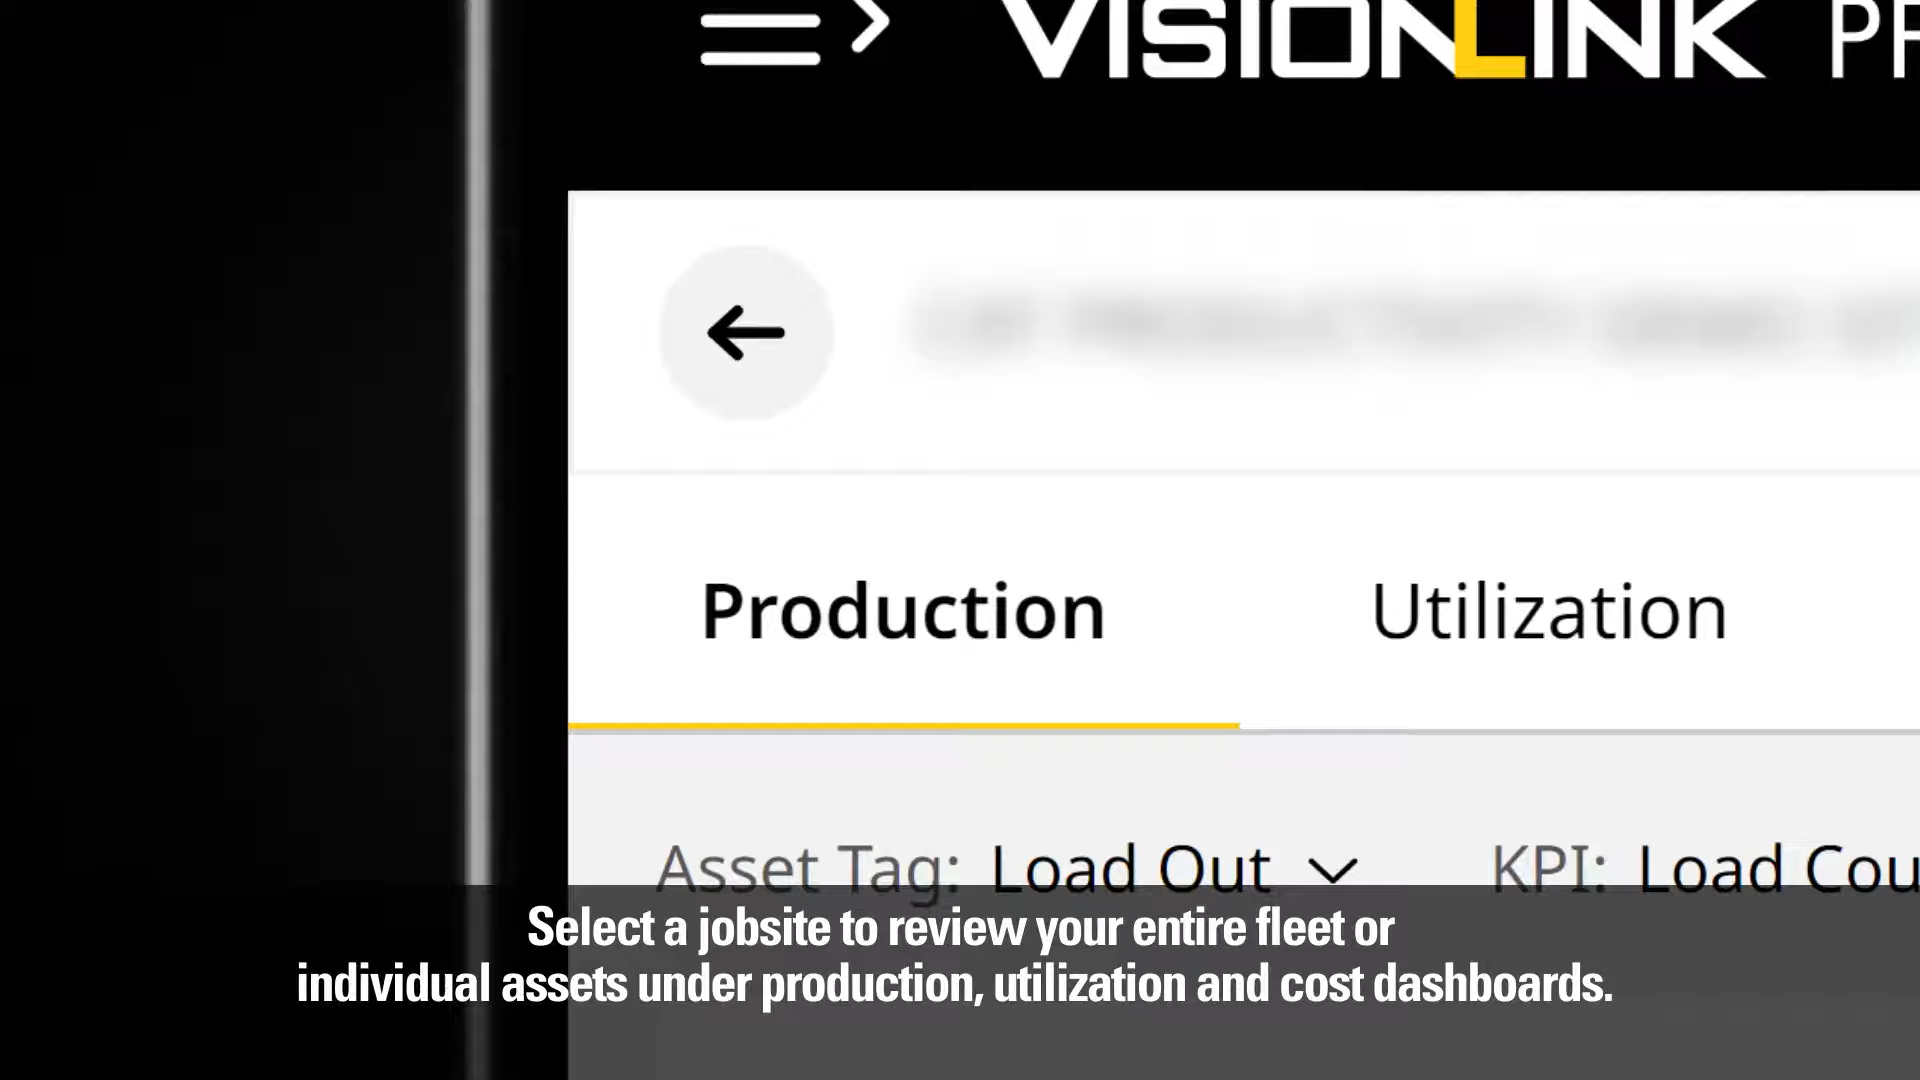 VISIONLINK
Production Utilization
Asset Tag: Load Out KPI: Load Cou
Select a jobsite to review your entire fleet or
individual assets under production, utilization and cost dashboards.